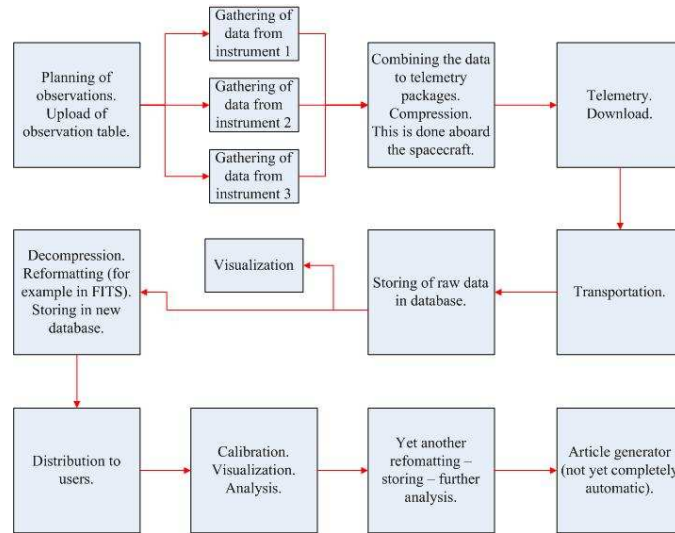 Planning of
observations.
Upload of
observation table.
Gathering of
data from
instrument 1
Gathering of
data from
instrument 2
Gathering of
data from
instrument 3
Combining the data
to telemetry
packages.
Compression.
This is done aboard
the spacecraft.
Telemetry.
Download.
Transportation.
Storing of raw data
in database.
Visualization
Decompression.
Reformatting (for
example in FITS).
Storing in new
database.
Distribution to
users.
Calibration.
Visualization.
Analysis.
Yet another
refomatting –
storing – further
analysis.
Article generator
(not yet completely
automatic).